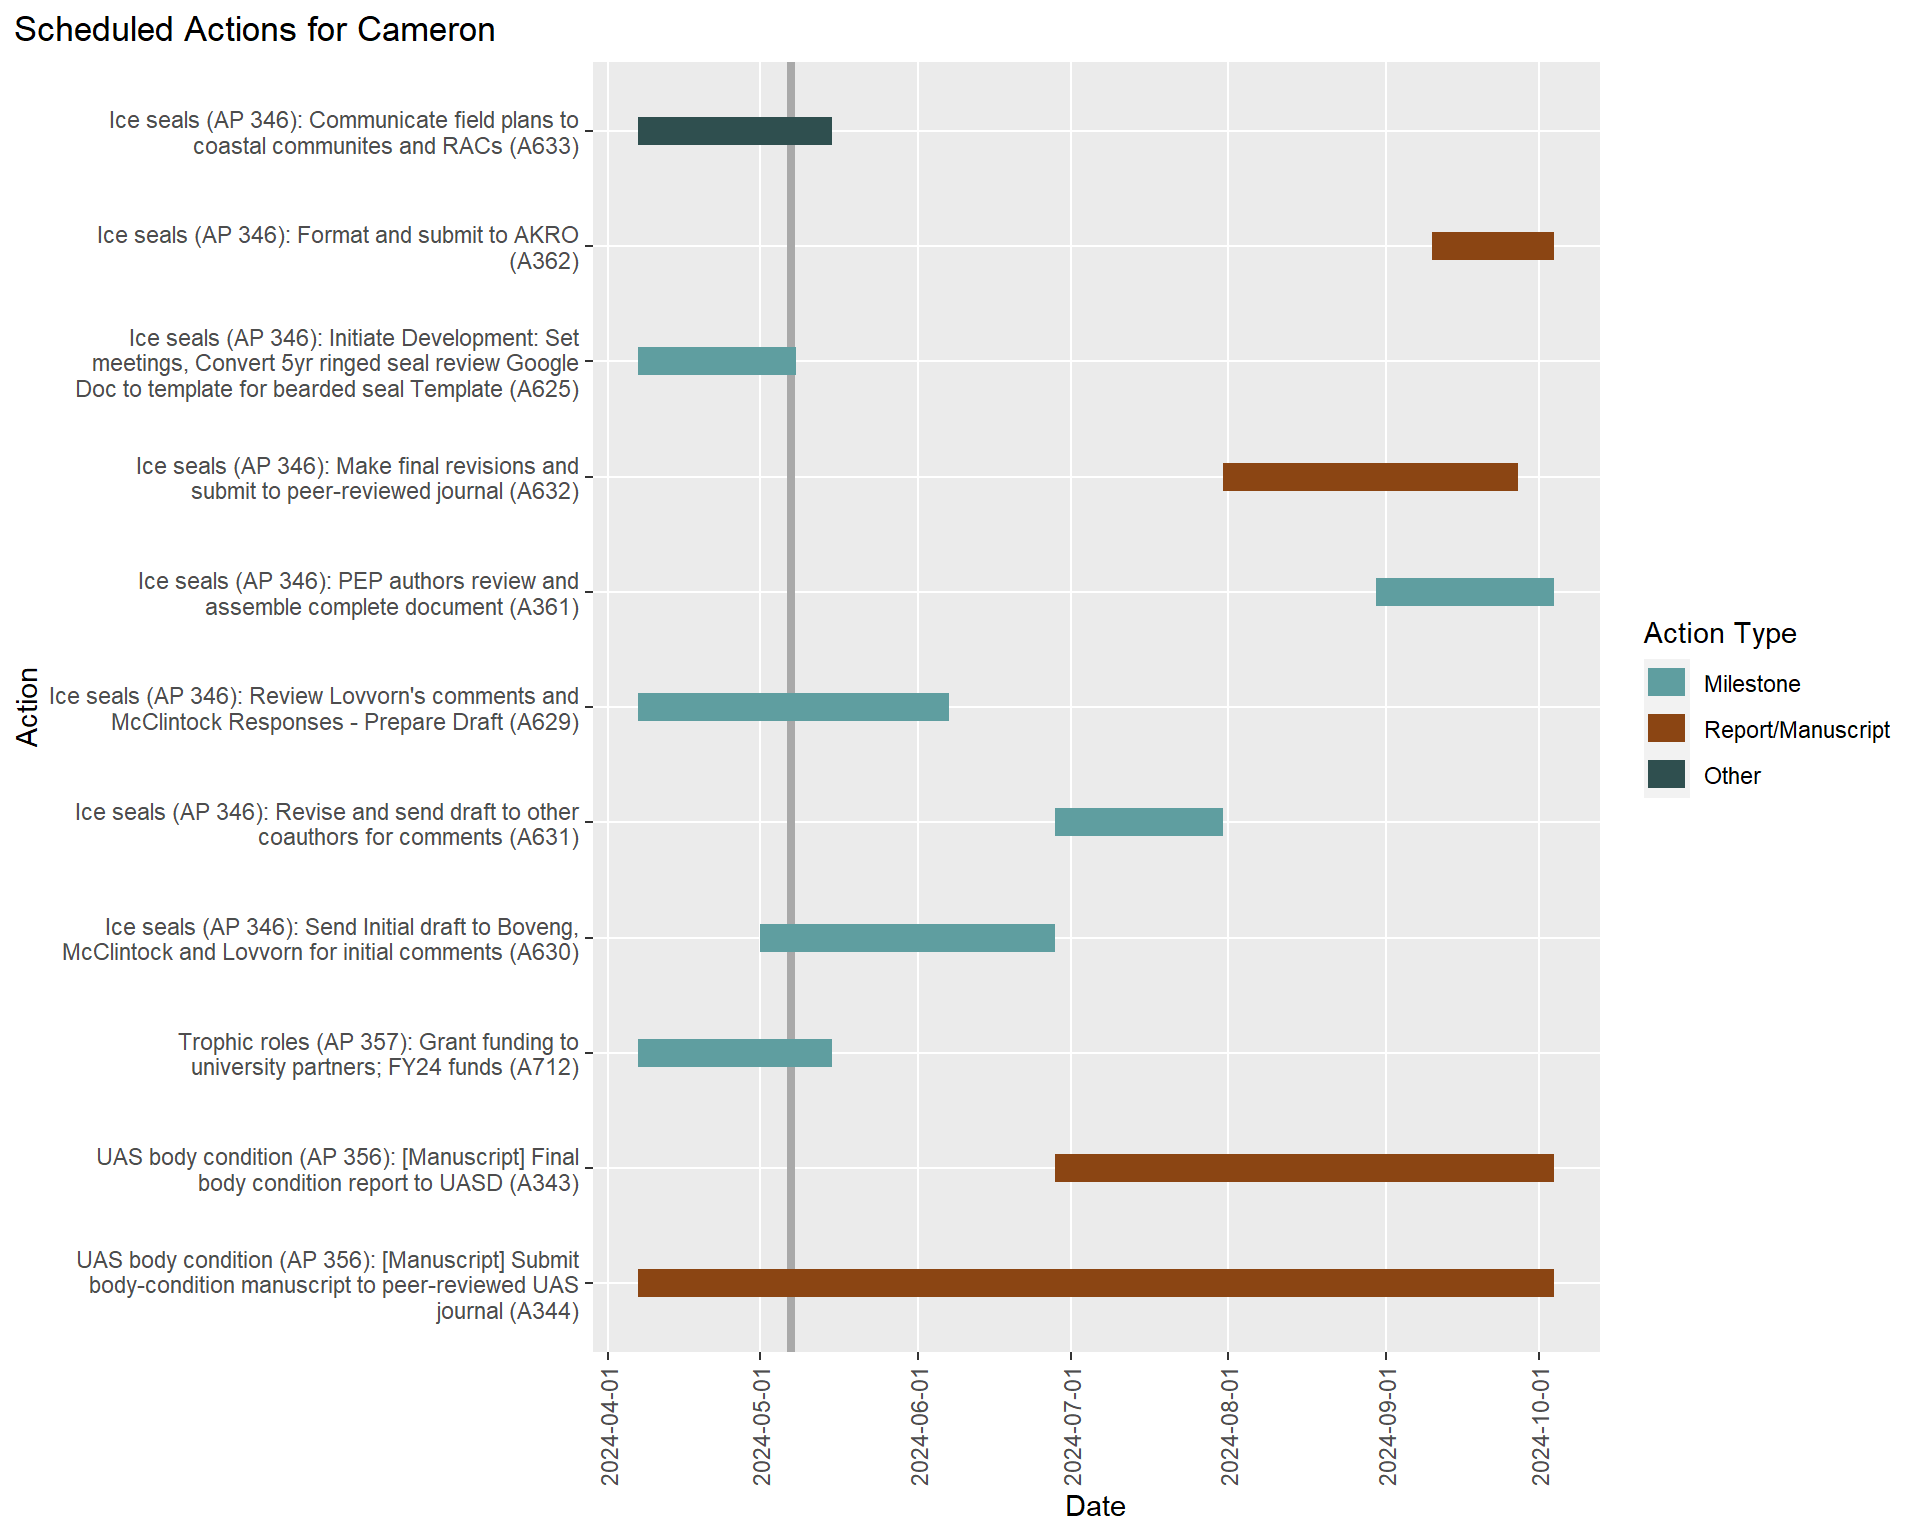 Scheduled Actions for Cameron
Ice seals (AP 346): Communicate field plans to
coastal communites and RACs (A633)
Ice seals (AP 346): Format and submit to AKRO
(A362)
Ice seals (AP 346): Initiate Development: Set
meetings, Convert 5yr ringed seal review Google
Doc to template for bearded seal Template (A625)
Ice seals (AP 346): Make final revisions and
submit to peer-reviewed journal (A632)
Ice seals (AP 346): PEP authors review and
assemble complete document (A361)
Ice seals (AP 346): Review Lovvorn's comments and
McClintock Responses - Prepare Draft (A629)
Ice seals (AP 346): Revise and send draft to other
coauthors for comments (A631)
Ice seals (AP 346): Send Initial draft to Boveng,
McClintock and Lovvorn for initial comments (A630)
Trophic roles (AP 357): Grant funding to
university partners; FY24 funds (A712)
UAS body condition (AP 356): [Manuscript] Final
body condition report to UASD (A343)
UAS body condition (AP 356): [Manuscript] Submit
body-condition manuscript to peer-reviewed UAS
journal (A344)
Action
2024-04-01
2024-05-01
2024-06-01
2024-07-01
2024-08-01
2024-09-01
2024-10-01
Date
Action Type
Milestone
Report/Manuscript
Other